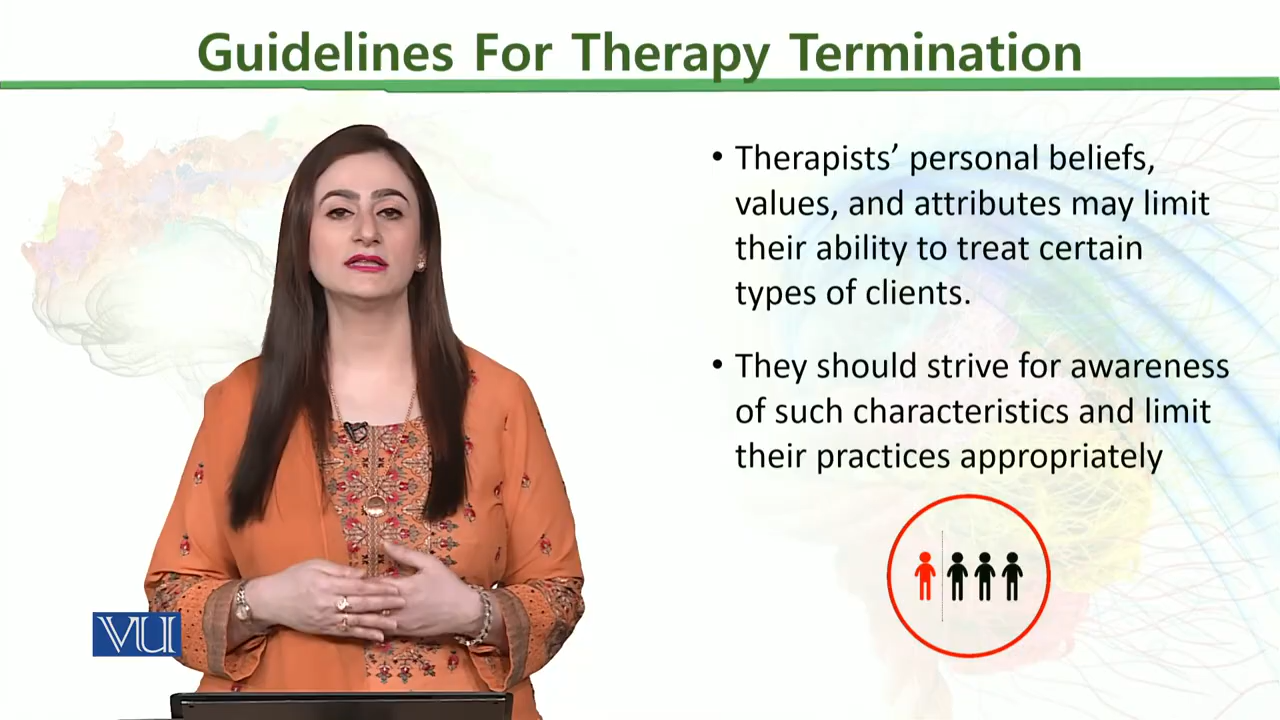 Guidelines For Therapy Termination
• Therapists’ personal beliefs,
values, and attributes may limit
their ability to treat certain
types of clients.
• They should strive for awareness
of such characteristics and limit
their practices appropriately
VU